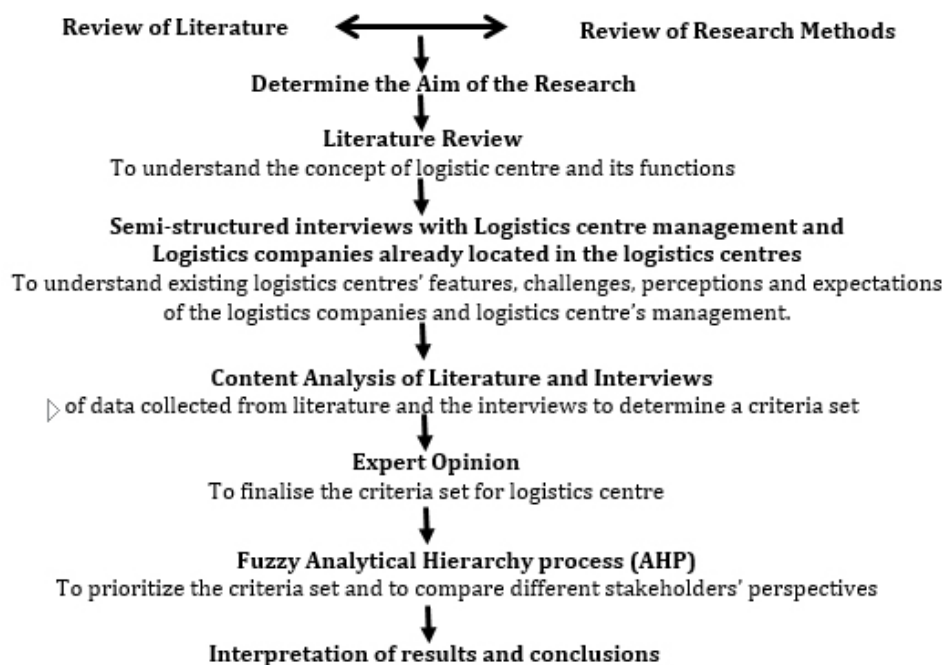 Review of Literature
Review of Research Methods
Determine the Aim of the Research
Literature Review
To understand the concept of logistic centre and its functions
Semi-structured interviews with Logistics centre management and
Logistics companies already located in the logistics centres
To understand existing logistics centres' features, challenges, perceptions and expectations
of the logistics companies and logistics centre's management.
Content Analysis of Literature and Interviews
of data collected from literature and the interviews to determine a criteria set
Expert Opinion
To finalise the criteria set for logistics centre
Fuzzy Analytical Hierarchy process (AHP)
To prioritize the criteria set and to compare different stakeholders' perspectives
Interpretation of results and conclusions